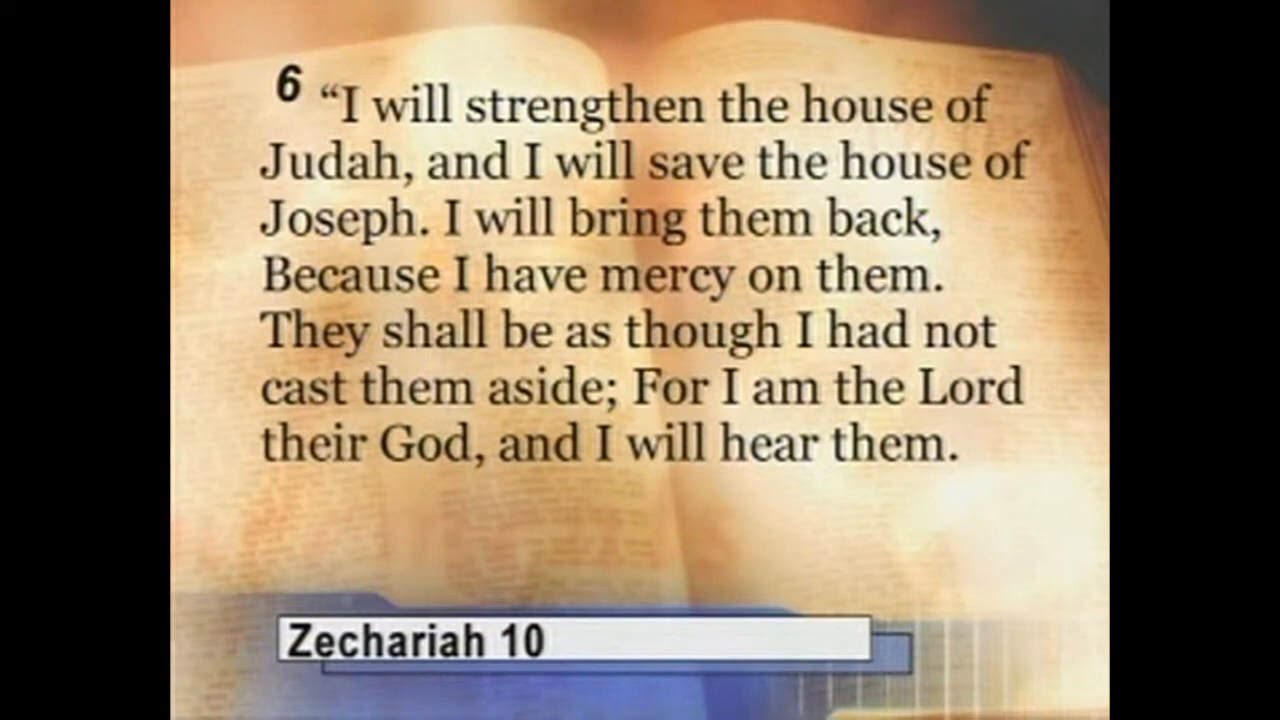 6 “I will strengthen the house of
Judah, and I will save the house of
Joseph. I will bring them back,
Because I have mercy on them.
They shall be as though I had not
cast them aside; For I am the Lord
their God, and I will hear them.
Zechariah 10